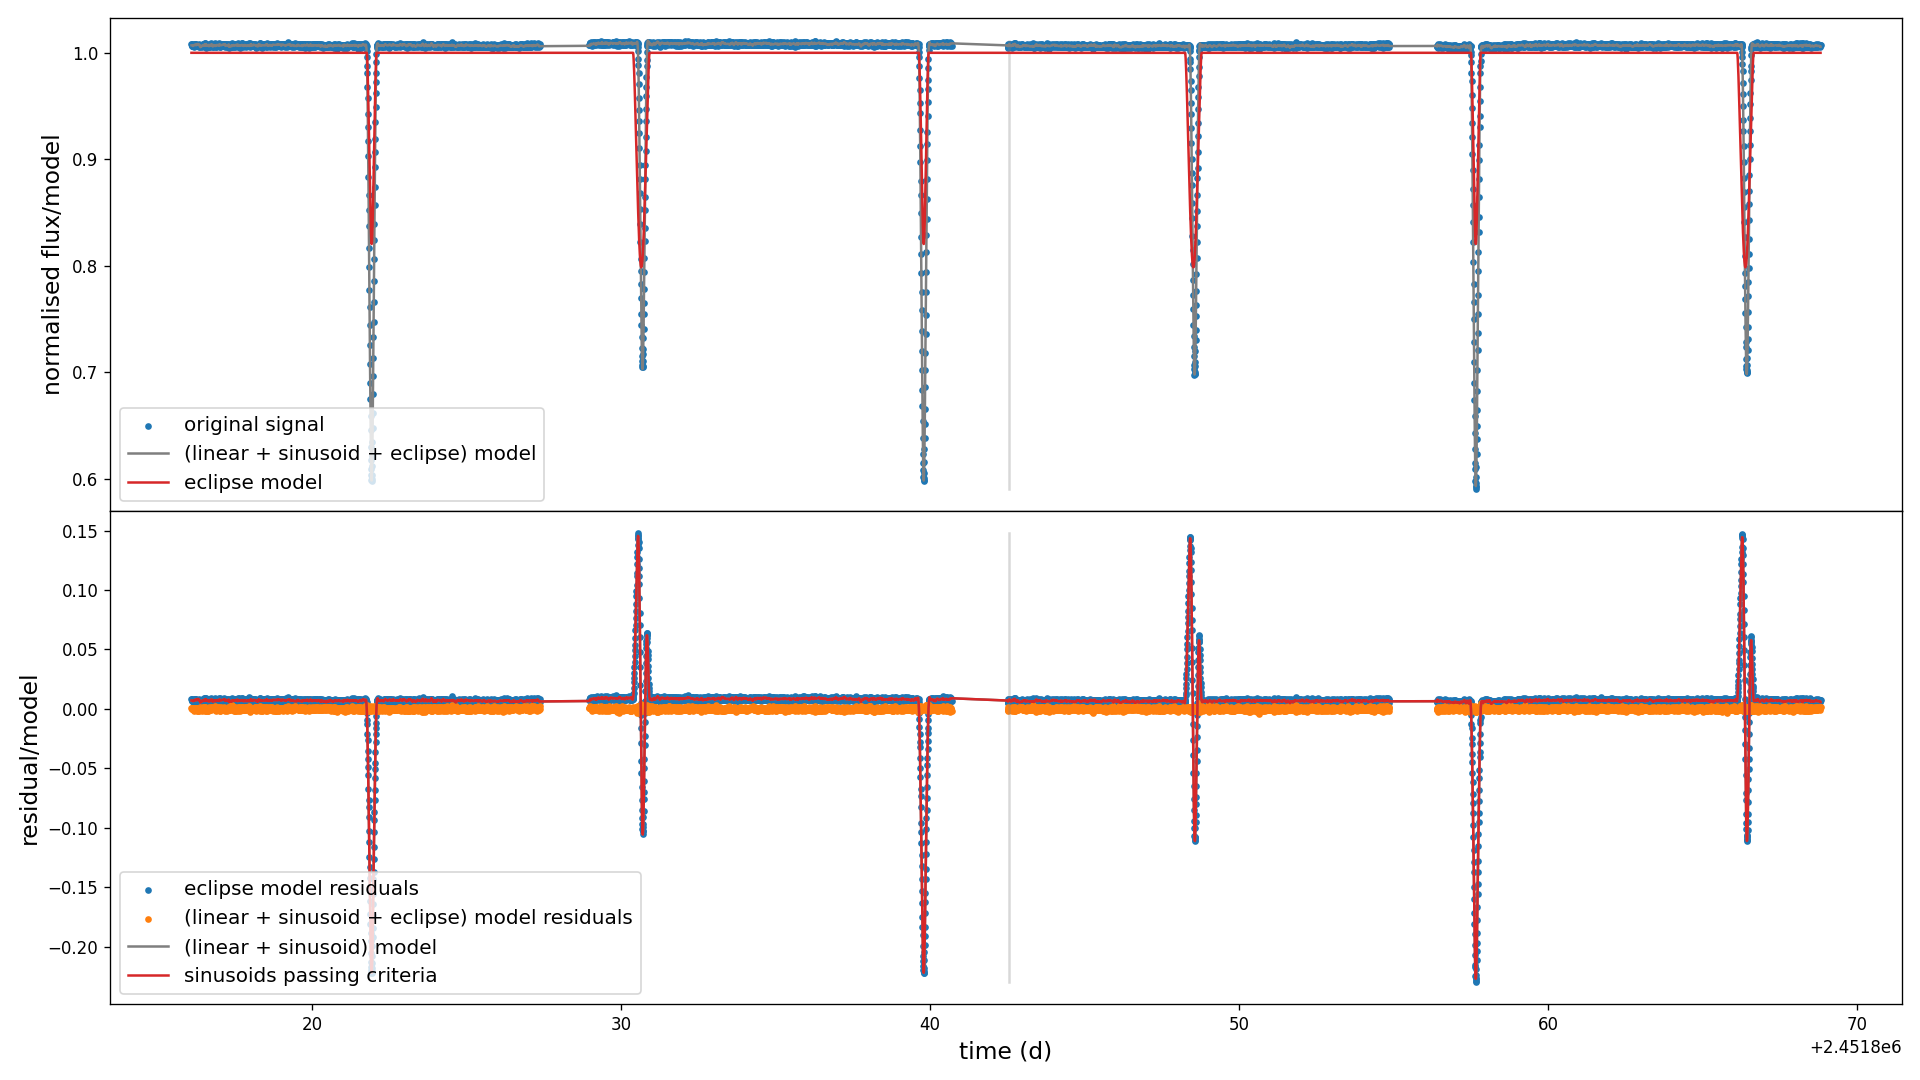 normalised flux/model
1.0
0.9
0.8
0.7
0.6
original signal
(linear + sinusoid + eclipse) model
eclipse model
residual/model
0.15
0.10
0.05
0.00
−0.05
−0.10
−0.15
−0.20
eclipse model residuals
(linear + sinusoid + eclipse) model residuals
(linear + sinusoid) model
sinusoids passing criteria
20 30 40 50 60 70
time (d)
+2.4518e6